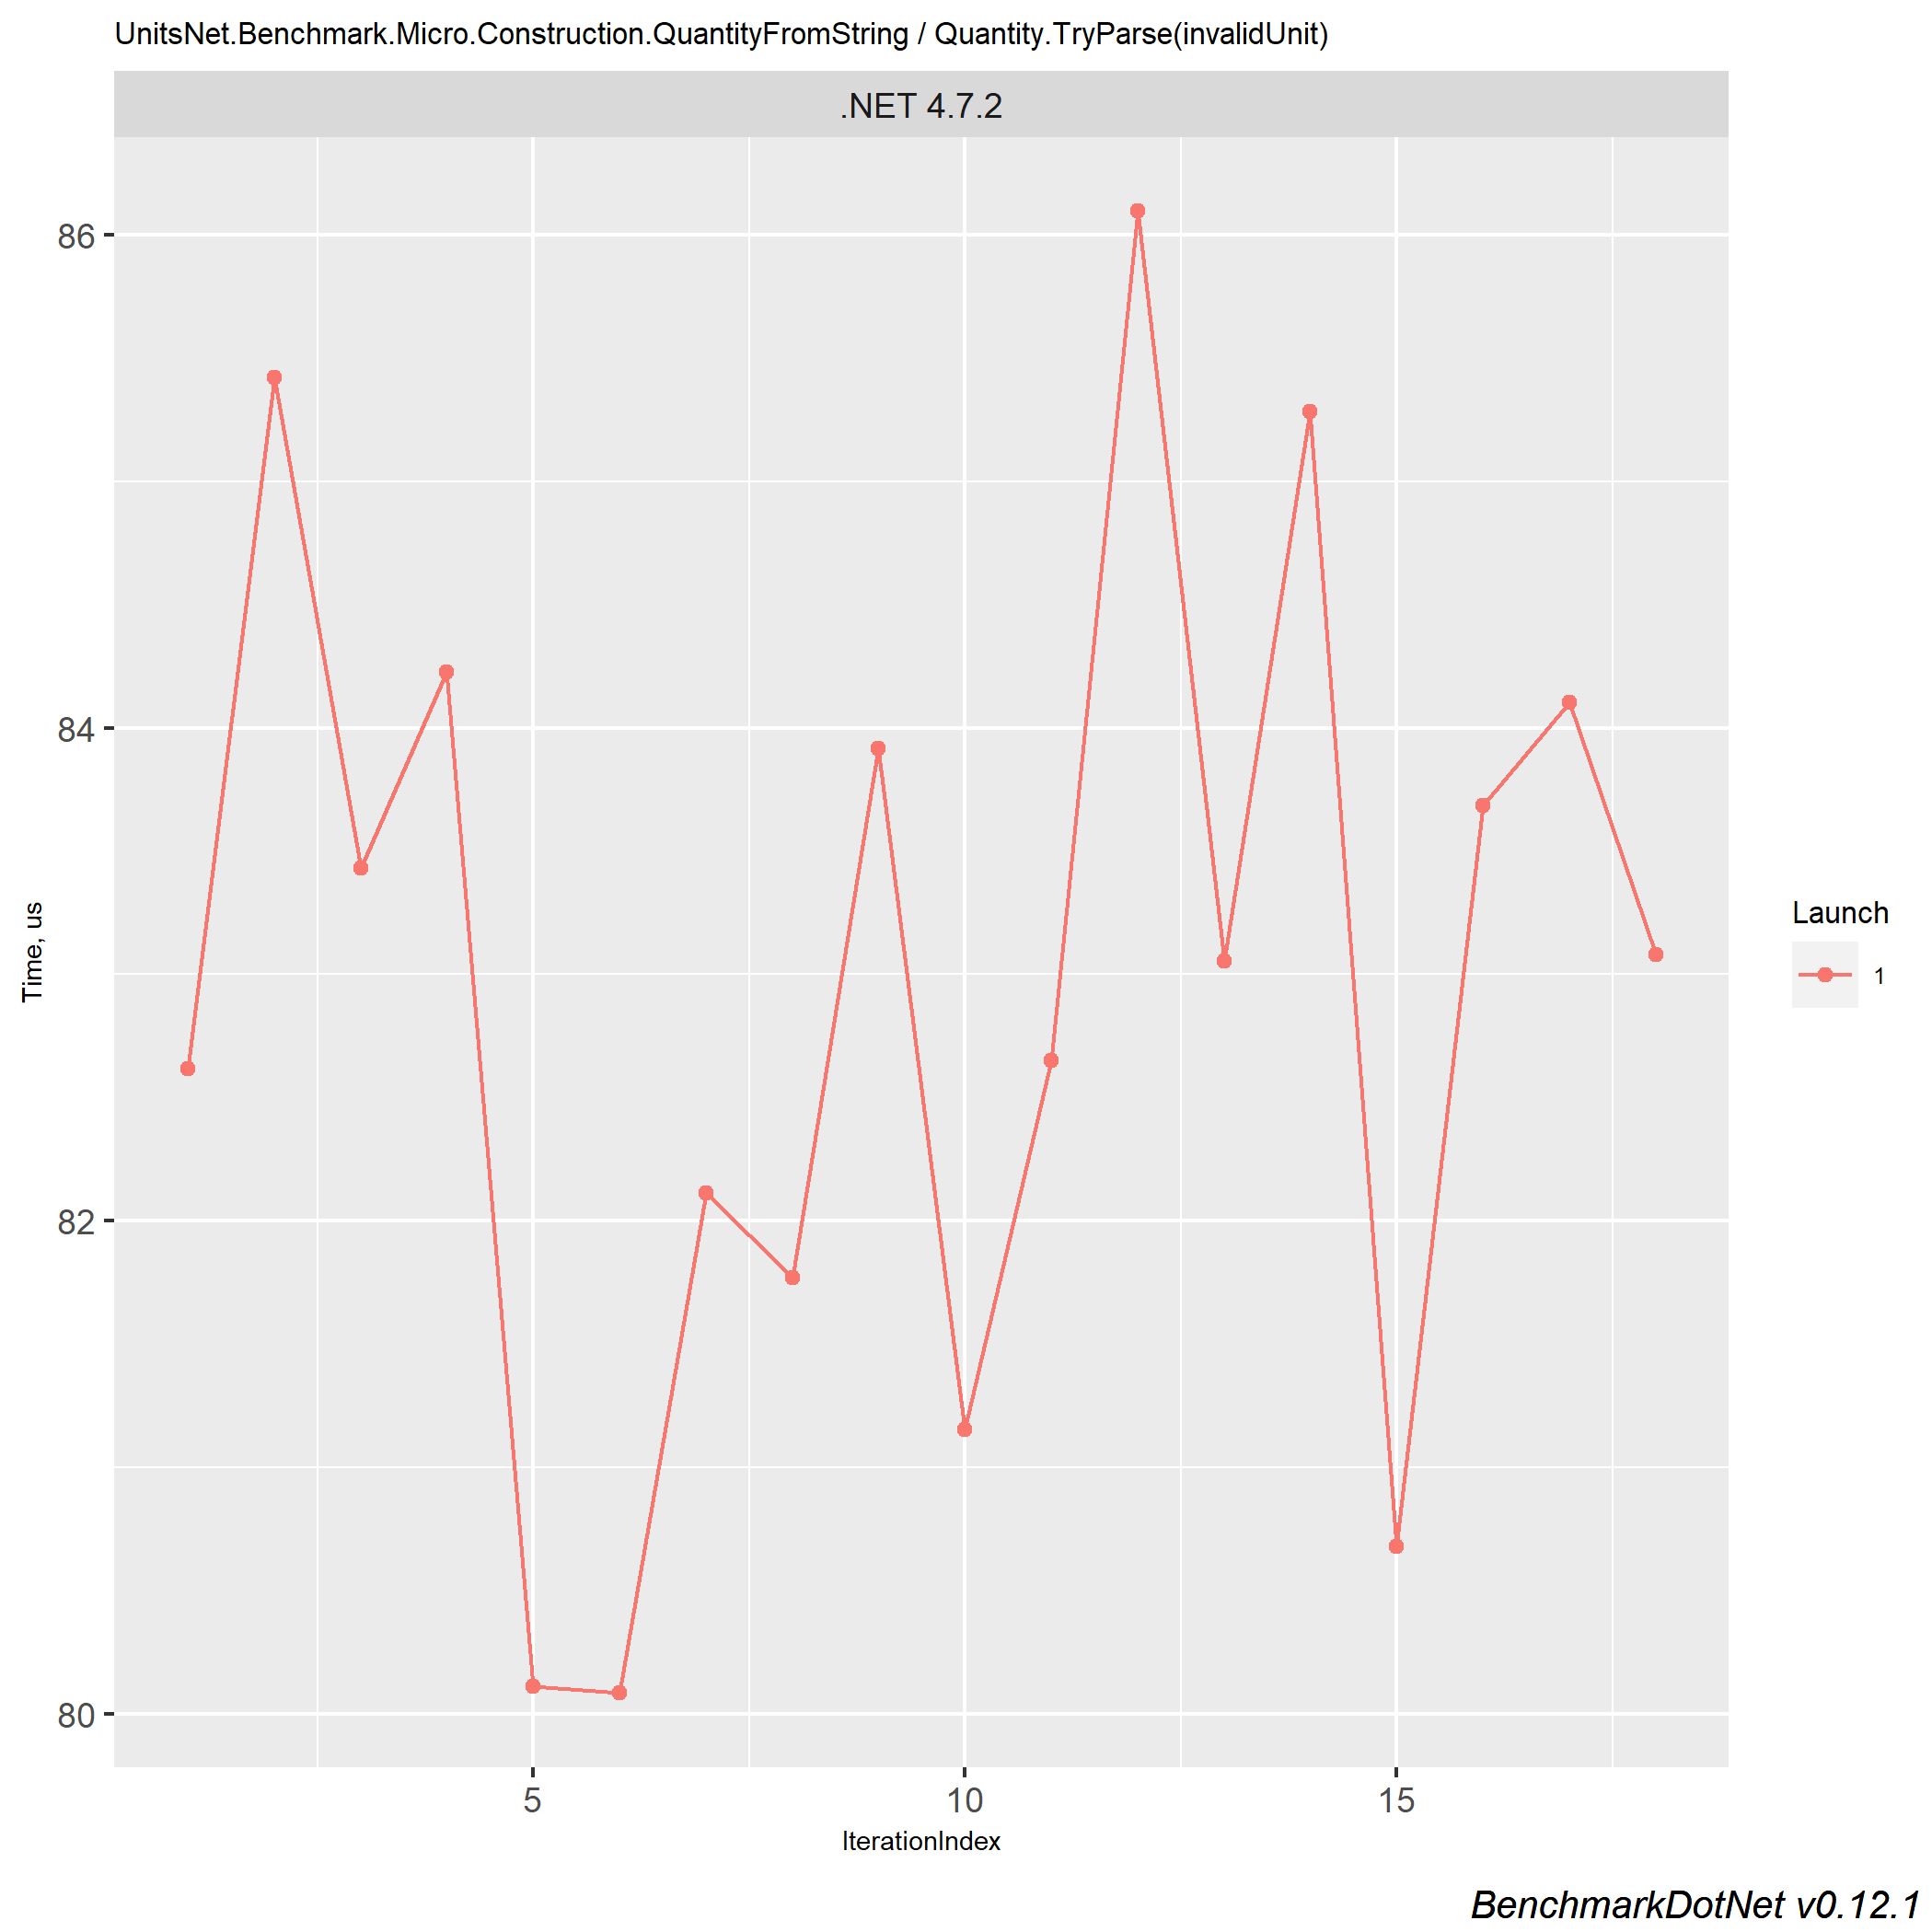 UnitsNet.Benchmark.Micro.Construction.QuantityFromString / Quantity.TryParse(invalidUnit)
.NET 4.7.2
86
84
82
80
Time, us
5 10 15
IterationIndex
Launch
1
BenchmarkDotNet v0.12.1